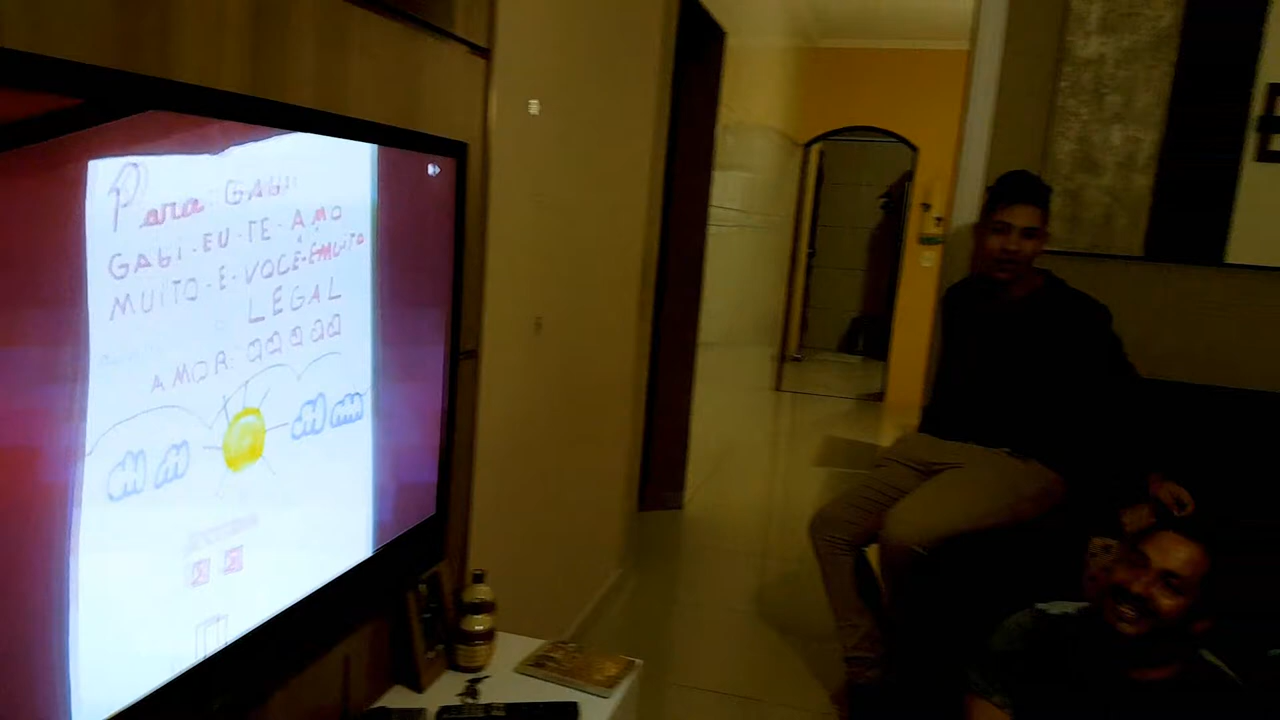 Para: GABI
GABI·EU·TE·AMO
MUITO·E·VOCÊ·É MUITO
LEGAL
AMOR: